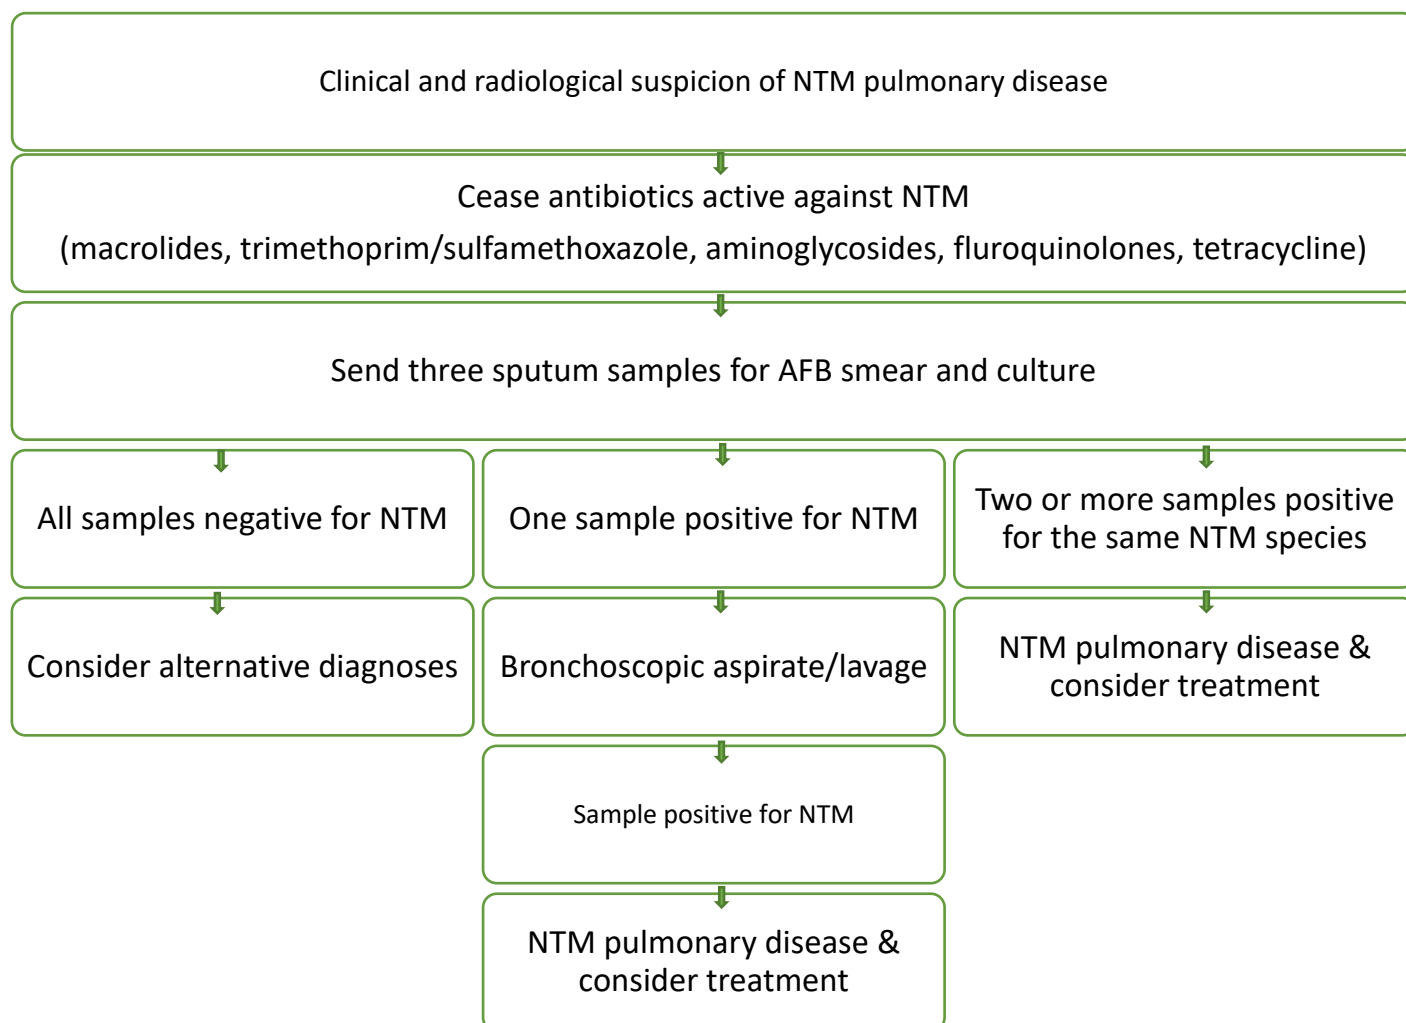 Clinical and radiological suspicion of NTM pulmonary disease
Cease antibiotics active against NTM
(macrolides, trimethoprim/sulfamethoxazole, aminoglycosides, fluroquinolones, tetracycline)
Send three sputum samples for AFB smear and culture
All samples negative for NTM
One sample positive for NTM
Two or more samples positive
for the same NTM species
Consider alternative diagnoses
Bronchoscopic aspirate/lavage
NTM pulmonary disease &
consider treatment
Sample positive for NTM
NTM pulmonary disease &
consider treatment